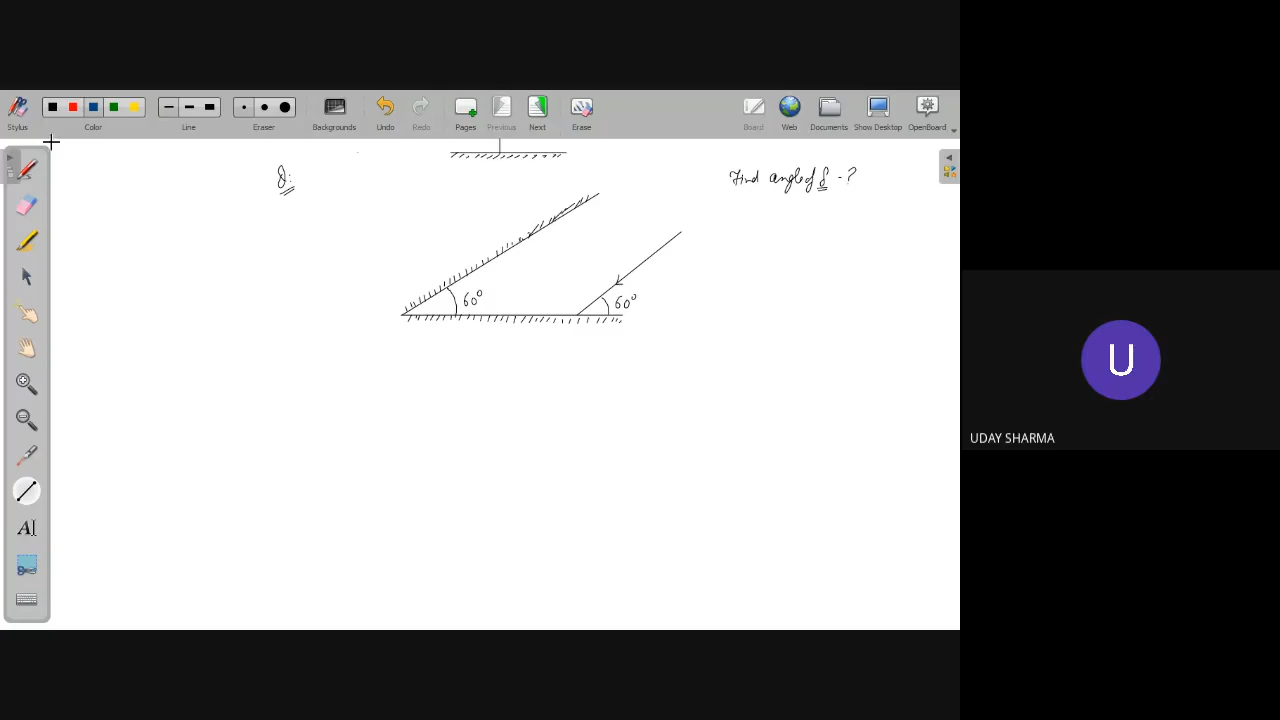 Stylus Color Line Eraser Backgrounds Undo Redo Pages Previous Next Erase Board Web Documents Show Desktop OpenBoard
Q:
Find angle of δ - ?
60°
60°
A
U
UDAY SHARMA